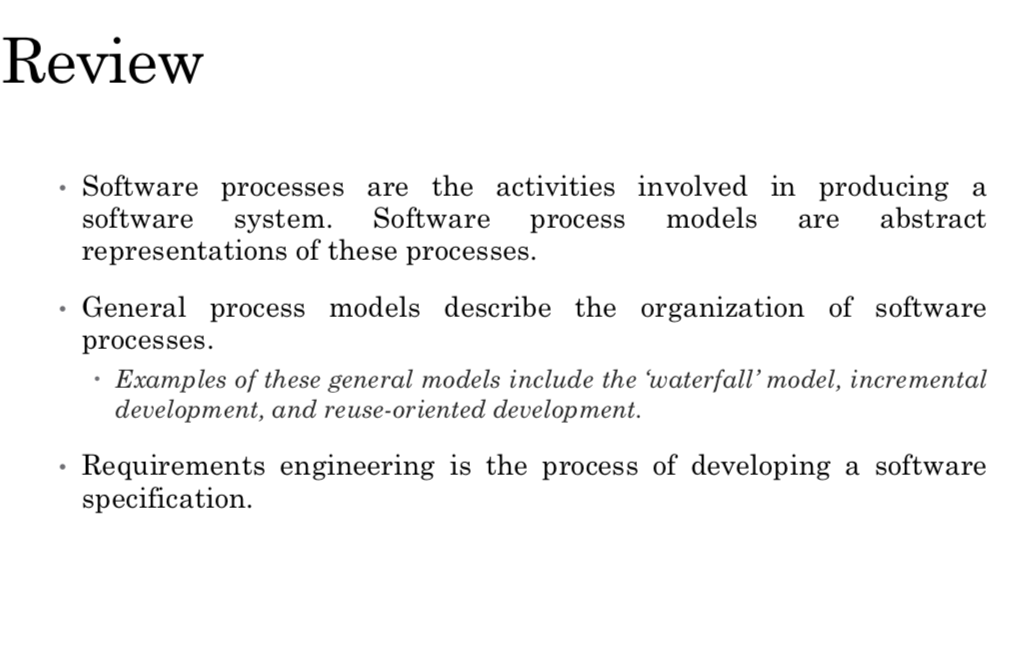 Review
• Software processes are the activities involved in producing a
software system. Software process models are abstract
representations of these processes.
• General process models describe the organization of software
processes.
• Examples of these general models include the ‘waterfall’ model, incremental
development, and reuse-oriented development.
• Requirements engineering is the process of developing a software
specification.